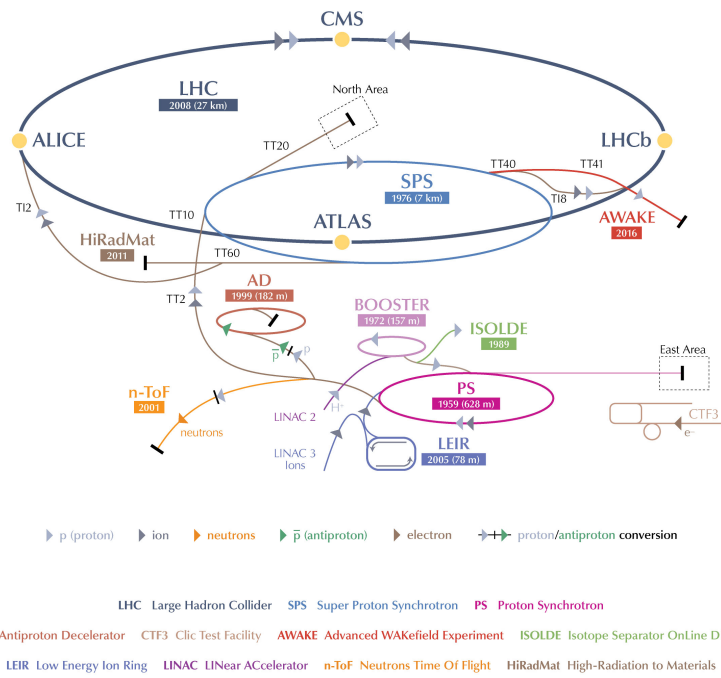 CMS
LHC
2008 (27 km)
North Area
ALICE
LHCb
TT20
TT40
TT41
SPS
1976 (7 km)
TI2
TT10
TI8
ATLAS
AWAKE
2016
HiRadMat
2011
TT60
AD
1999 (182 m)
TT2
BOOSTER
1972 (157 m)
ISOLDE
1989
p
p̅
East Area
n-ToF
2001
PS
1959 (628 m)
H⁺
LINAC 2
CTF3
neutrons
e⁻
LEIR
2005 (78 m)
LINAC 3
Ions
p (proton) ion neutrons p̅ (antiproton) electron proton/antiproton conversion
LHC Large Hadron Collider SPS Super Proton Synchrotron PS Proton Synchrotron
Antiproton Decelerator CTF3 Clic Test Facility AWAKE Advanced WAKefield Experiment ISOLDE Isotope Separator OnLine D
LEIR Low Energy Ion Ring LINAC LINear ACcelerator n-ToF Neutrons Time Of Flight HiRadMat High-Radiation to Materials